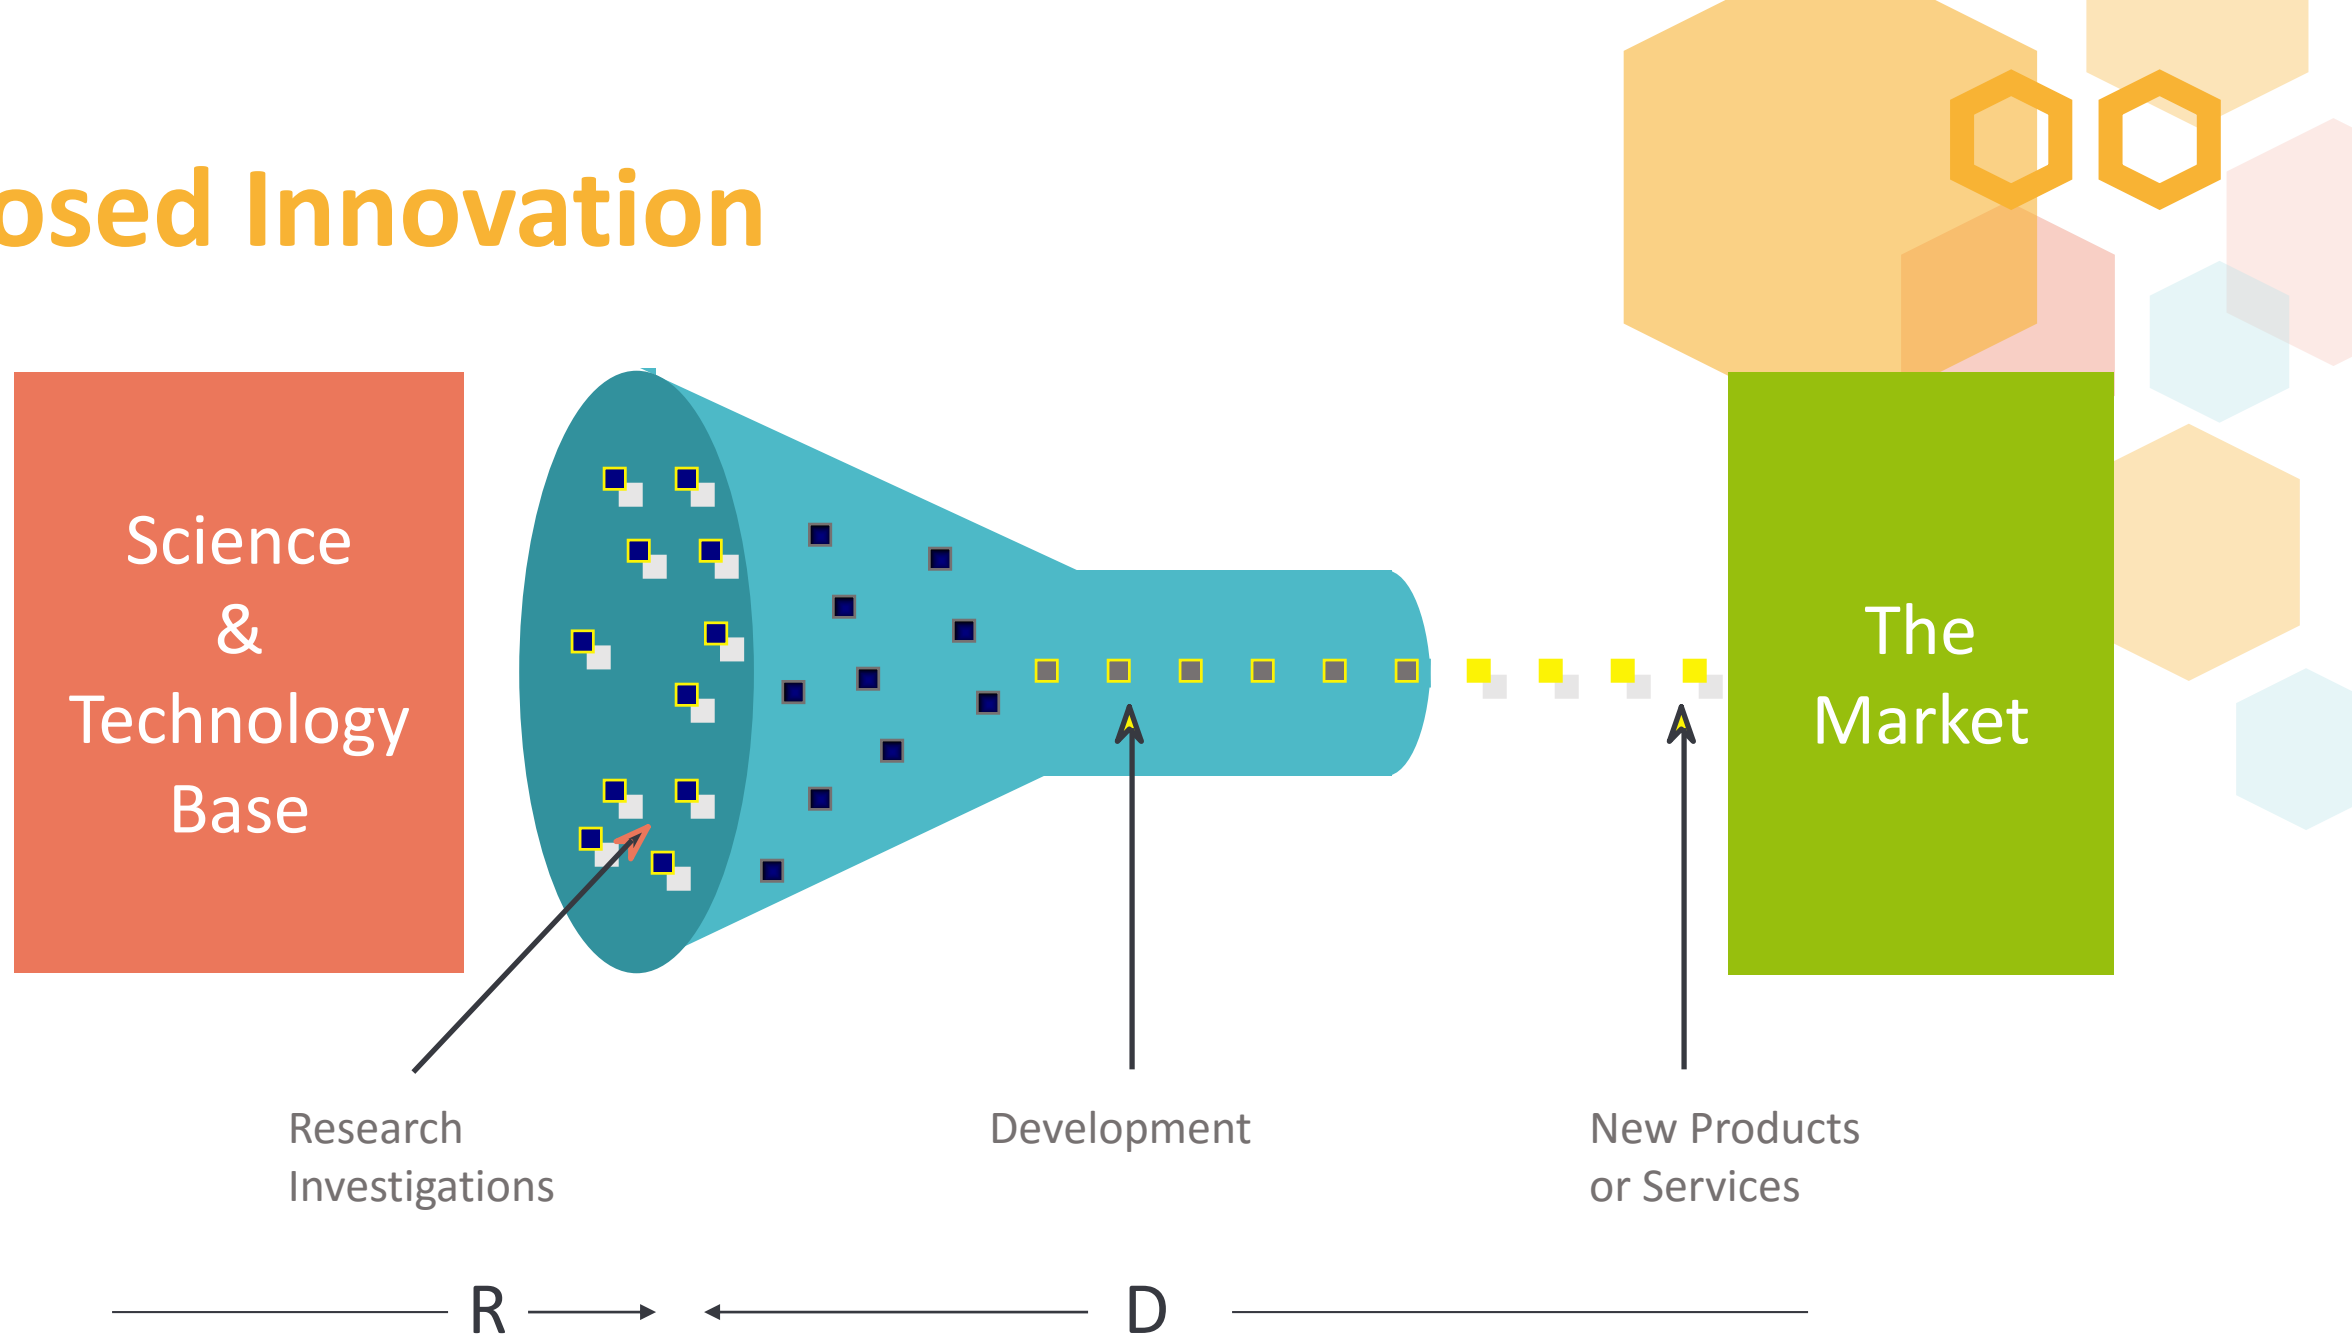 osed Innovation
Science
&
Technology
Base
The
Market
Research
Investigations
Development
New Products
or Services
R
D